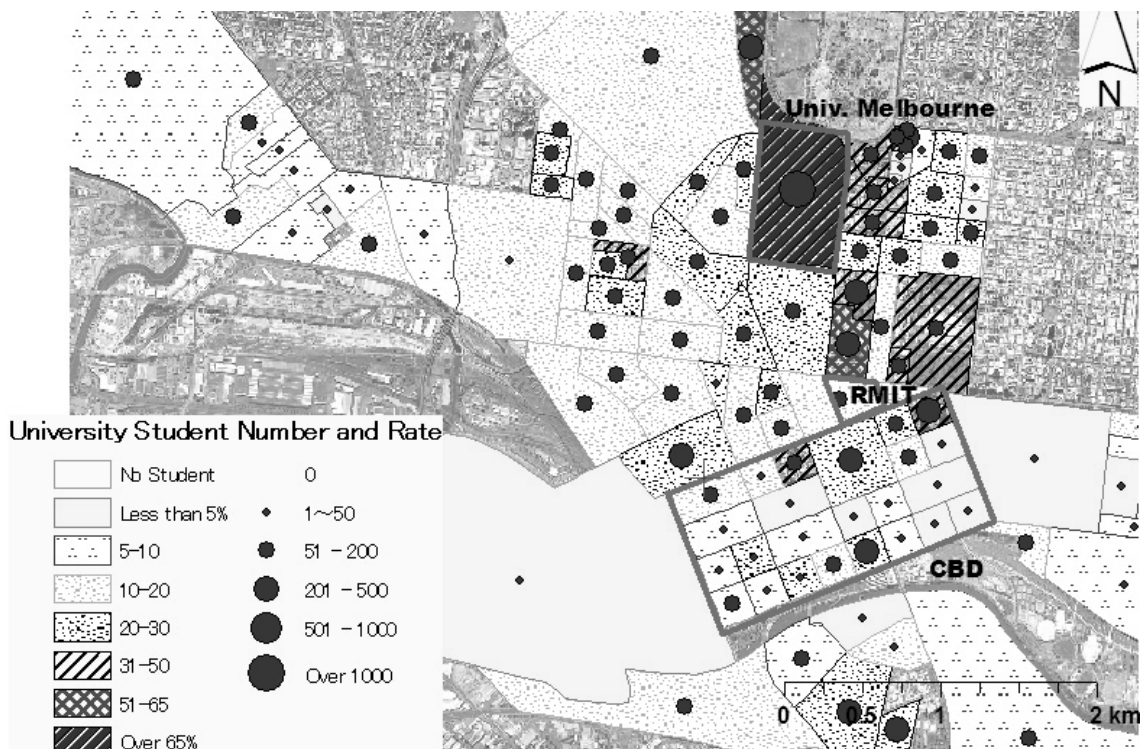 N
Univ. Melbourne
RMIT
CBD
University Student Number and Rate
No Student 0
Less than 5% 1~50
5-10 51 - 200
10-20 201 - 500
20-30 501 - 1000
31-50 Over 1000
51-65
Over 65%
0 0.5 1 2 km